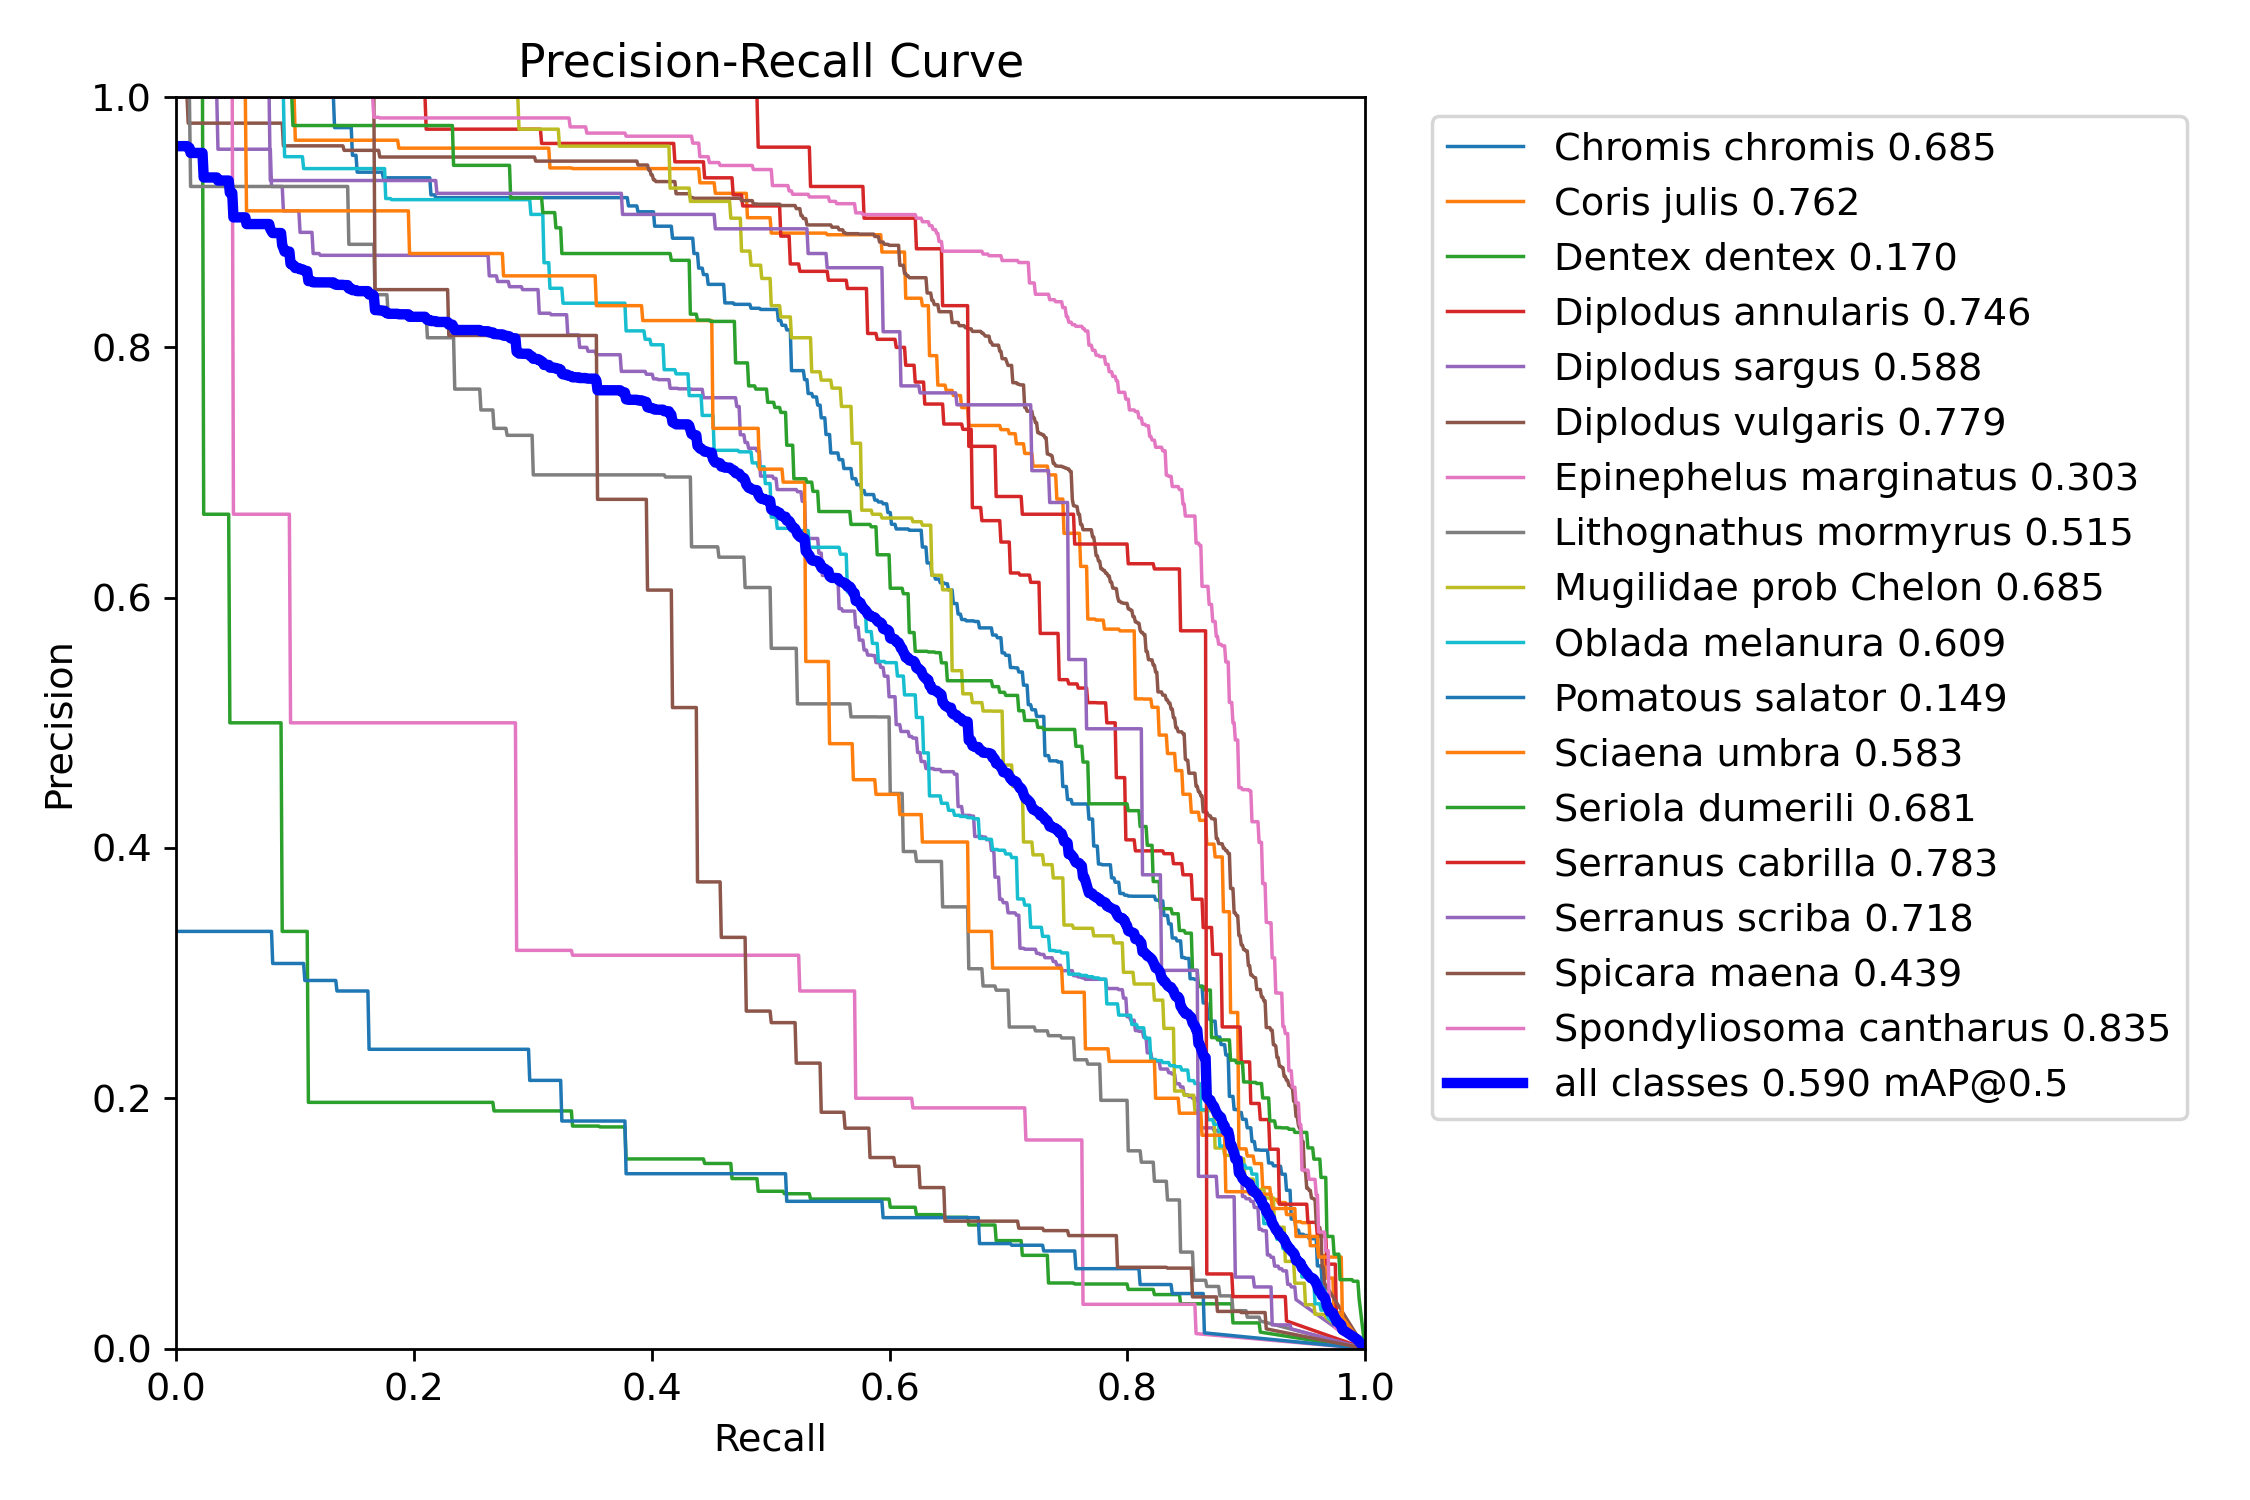 Precision-Recall Curve
1.0
0.8
0.6
0.4
0.2
0.0
Precision
0.0 0.2 0.4 0.6 0.8 1.0
Recall
Chromis chromis 0.685
Coris julis 0.762
Dentex dentex 0.170
Diplodus annularis 0.746
Diplodus sargus 0.588
Diplodus vulgaris 0.779
Epinephelus marginatus 0.303
Lithognathus mormyrus 0.515
Mugilidae prob Chelon 0.685
Oblada melanura 0.609
Pomatous salator 0.149
Sciaena umbra 0.583
Seriola dumerili 0.681
Serranus cabrilla 0.783
Serranus scriba 0.718
Spicara maena 0.439
Spondyliosoma cantharus 0.835
all classes 0.590 mAP@0.5